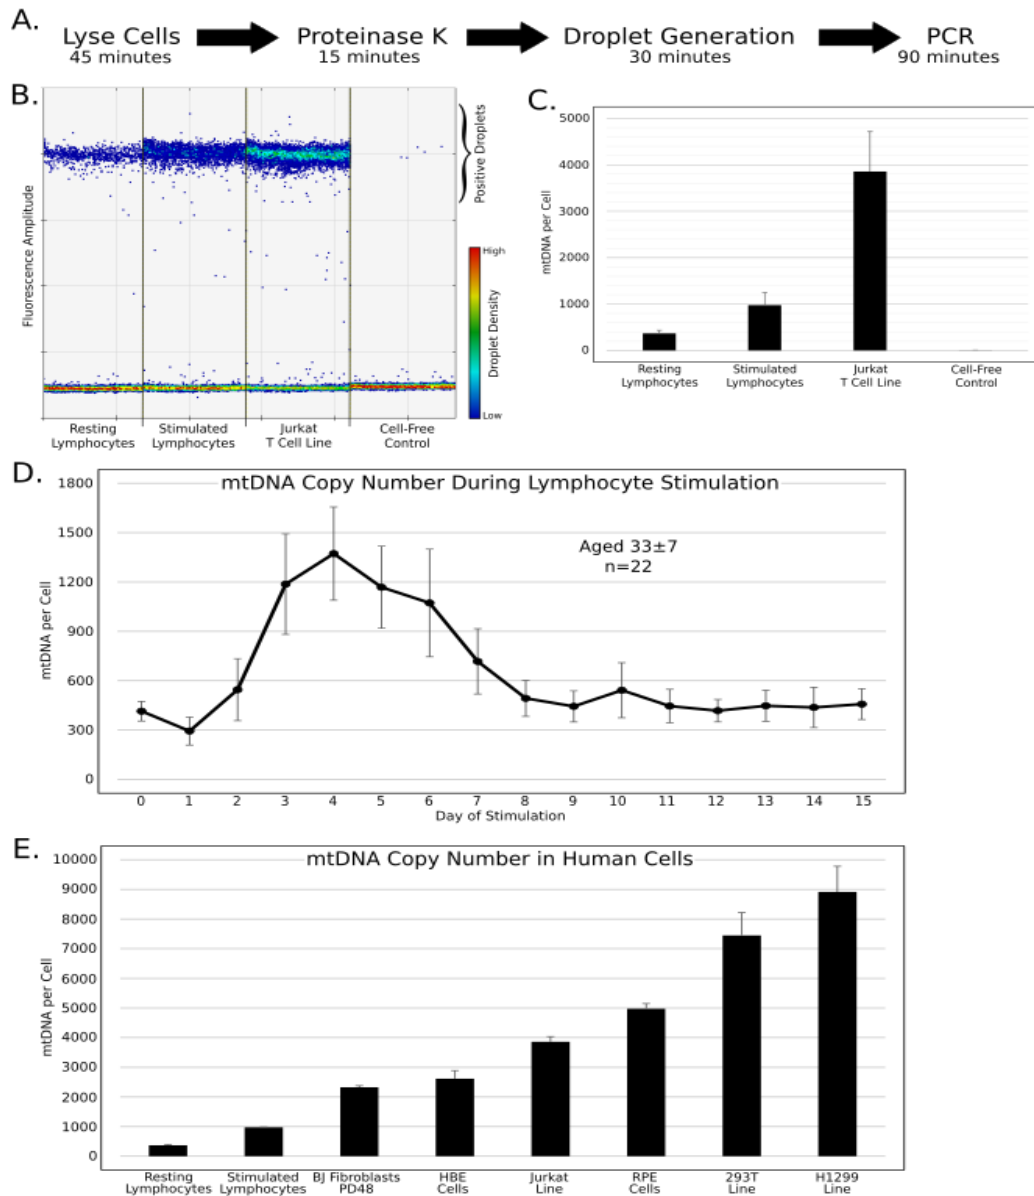 A.
Lyse Cells Proteinase K Droplet Generation PCR
45 minutes 15 minutes 30 minutes 90 minutes
B.
Fluorescence Amplitude
Positive Droplets
High
Droplet Density
Low
Resting Stimulated Jurkat Cell-Free
Lymphocytes Lymphocytes T Cell Line Control
C.
mtDNA per Cell
5000
4000
3000
2000
1000
0
Resting Stimulated Jurkat Cell-Free
Lymphocytes Lymphocytes T Cell Line Control
D.
mtDNA Copy Number During Lymphocyte Stimulation
Aged 33±7
n=22
mtDNA per Cell
1800
1500
1200
900
600
300
0
0 1 2 3 4 5 6 7 8 9 10 11 12 13 14 15
Day of Stimulation
E.
mtDNA Copy Number in Human Cells
mtDNA per Cell
10000
9000
8000
7000
6000
5000
4000
3000
2000
1000
0
Resting Stimulated BJ Fibroblasts HBE Jurkat RPE 293T H1299
Lymphocytes Lymphocytes PD48 Cells Line Cells Line Line